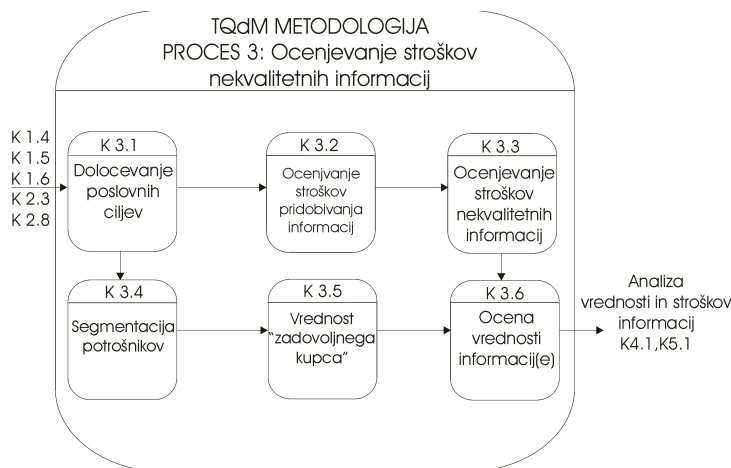 TQdM METODOLOGIJA
PROCES 3: Ocenjevanje stroškov
nekvalitetnih informacij
K 1.4
K 1.5
K 1.6
K 2.3
K 2.8
K 3.1
Dolocevanje
poslovnih
ciljev
K 3.2
Ocenjvanje
stroškov
pridobivanja
informacij
K 3.3
Ocenjevanje
stroškov
nekvalitetnih
informacij
K 3.4
Segmentacija
potrošnikov
K 3.5
Vrednost
"zadovoljnega
kupca"
K 3.6
Ocena
vrednosti
informacij(e)
Analiza
vrednosti in stroškov
informacij
K4.1,K5.1